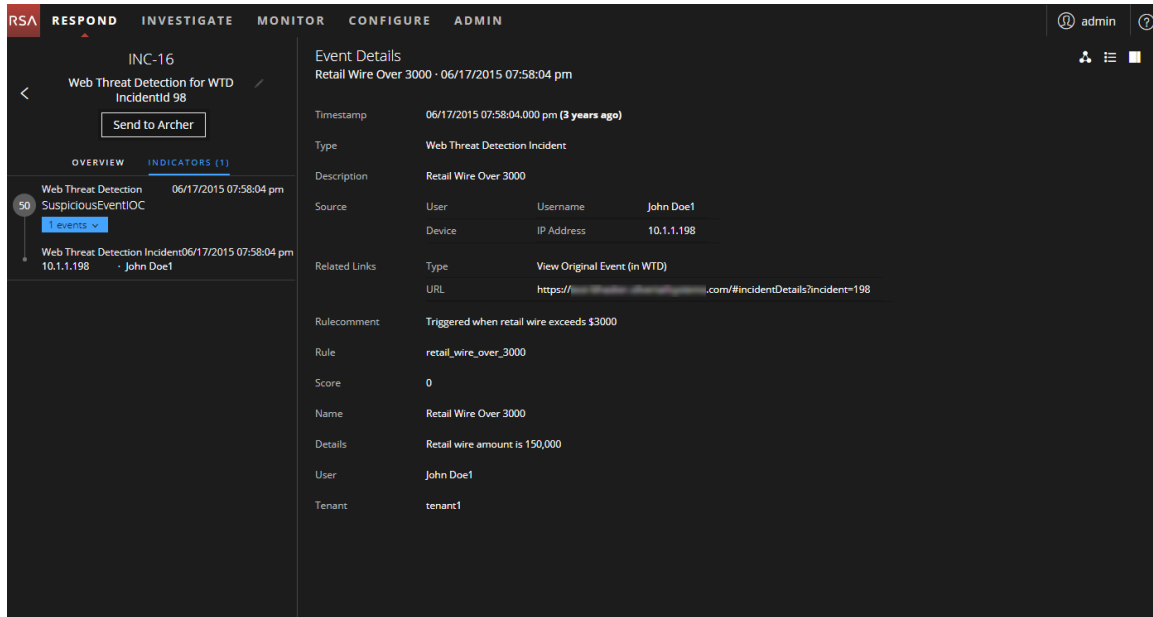 RSA RESPOND INVESTIGATE MONITOR CONFIGURE ADMIN admin ?
INC-16
Web Threat Detection for WTD
IncidentId 98
Send to Archer
OVERVIEW INDICATORS (1)
Web Threat Detection 06/17/2015 07:58:04 pm
50 SuspiciousEventIOC
1 events
Web Threat Detection Incident06/17/2015 07:58:04 pm
10.1.1.198 · John Doe1
Event Details
Retail Wire Over 3000 · 06/17/2015 07:58:04 pm
Timestamp 06/17/2015 07:58:04.000 pm (3 years ago)
Type Web Threat Detection Incident
Description Retail Wire Over 3000
Source User Username John Doe1
Device IP Address 10.1.1.198
Related Links Type View Original Event (in WTD)
URL https:// .com/#incidentDetails?incident=198
Rulecomment Triggered when retail wire exceeds $3000
Rule retail_wire_over_3000
Score 0
Name Retail Wire Over 3000
Details Retail wire amount is 150,000
User John Doe1
Tenant tenant1